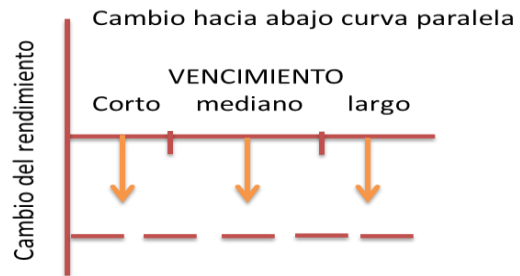 Cambio hacia abajo curva paralela
VENCIMIENTO
Corto mediano largo
Cambio del rendimiento